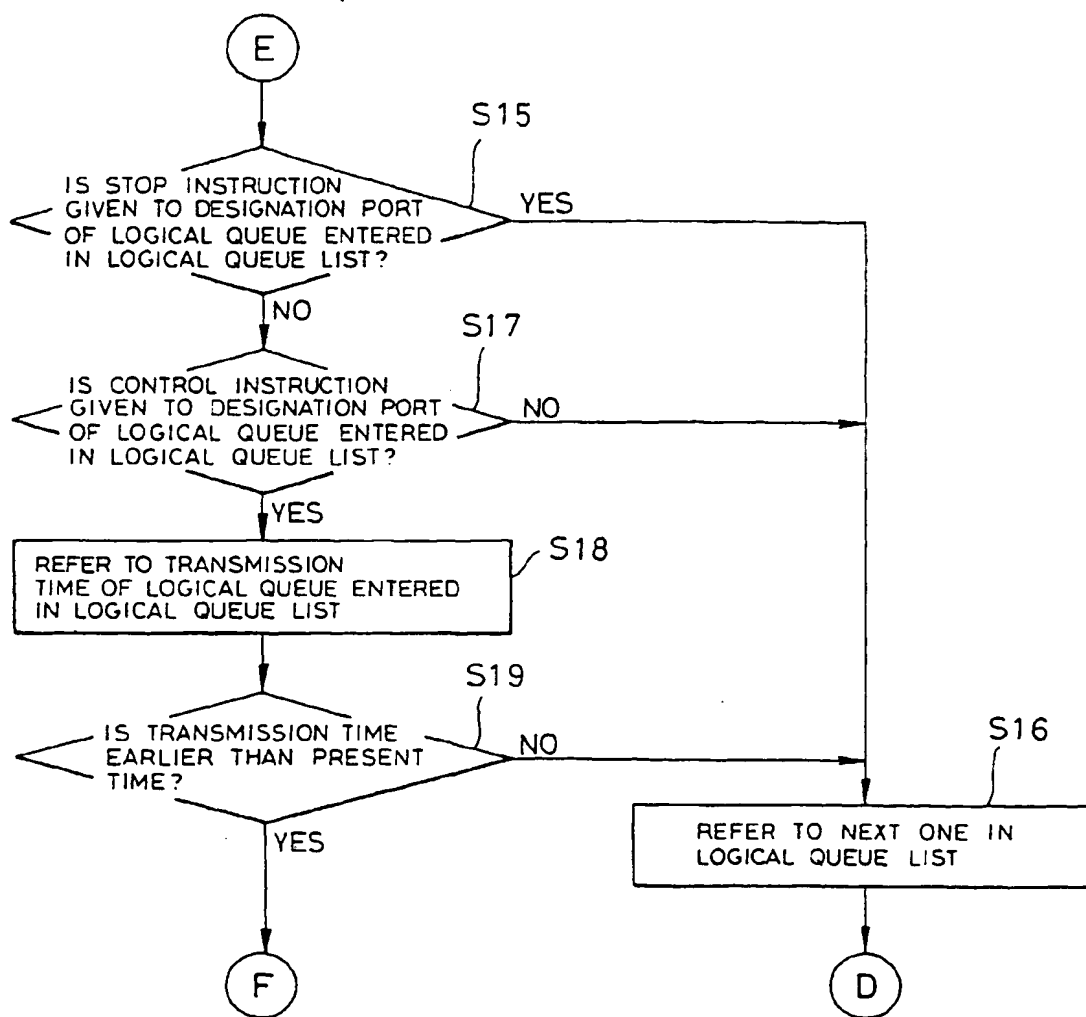 E
S15
IS STOP INSTRUCTION
GIVEN TO DESIGNATION PORT
OF LOGICAL QUEUE ENTERED
IN LOGICAL QUEUE LIST?
YES
NO
S17
IS CONTROL INSTRUCTION
GIVEN TO DESIGNATION PORT
OF LOGICAL QUEUE ENTERED
IN LOGICAL QUEUE LIST?
NO
YES
S18
REFER TO TRANSMISSION
TIME OF LOGICAL QUEUE ENTERED
IN LOGICAL QUEUE LIST
S19
IS TRANSMISSION TIME
EARLIER THAN PRESENT
TIME?
NO
YES
S16
REFER TO NEXT ONE IN
LOGICAL QUEUE LIST
F
D